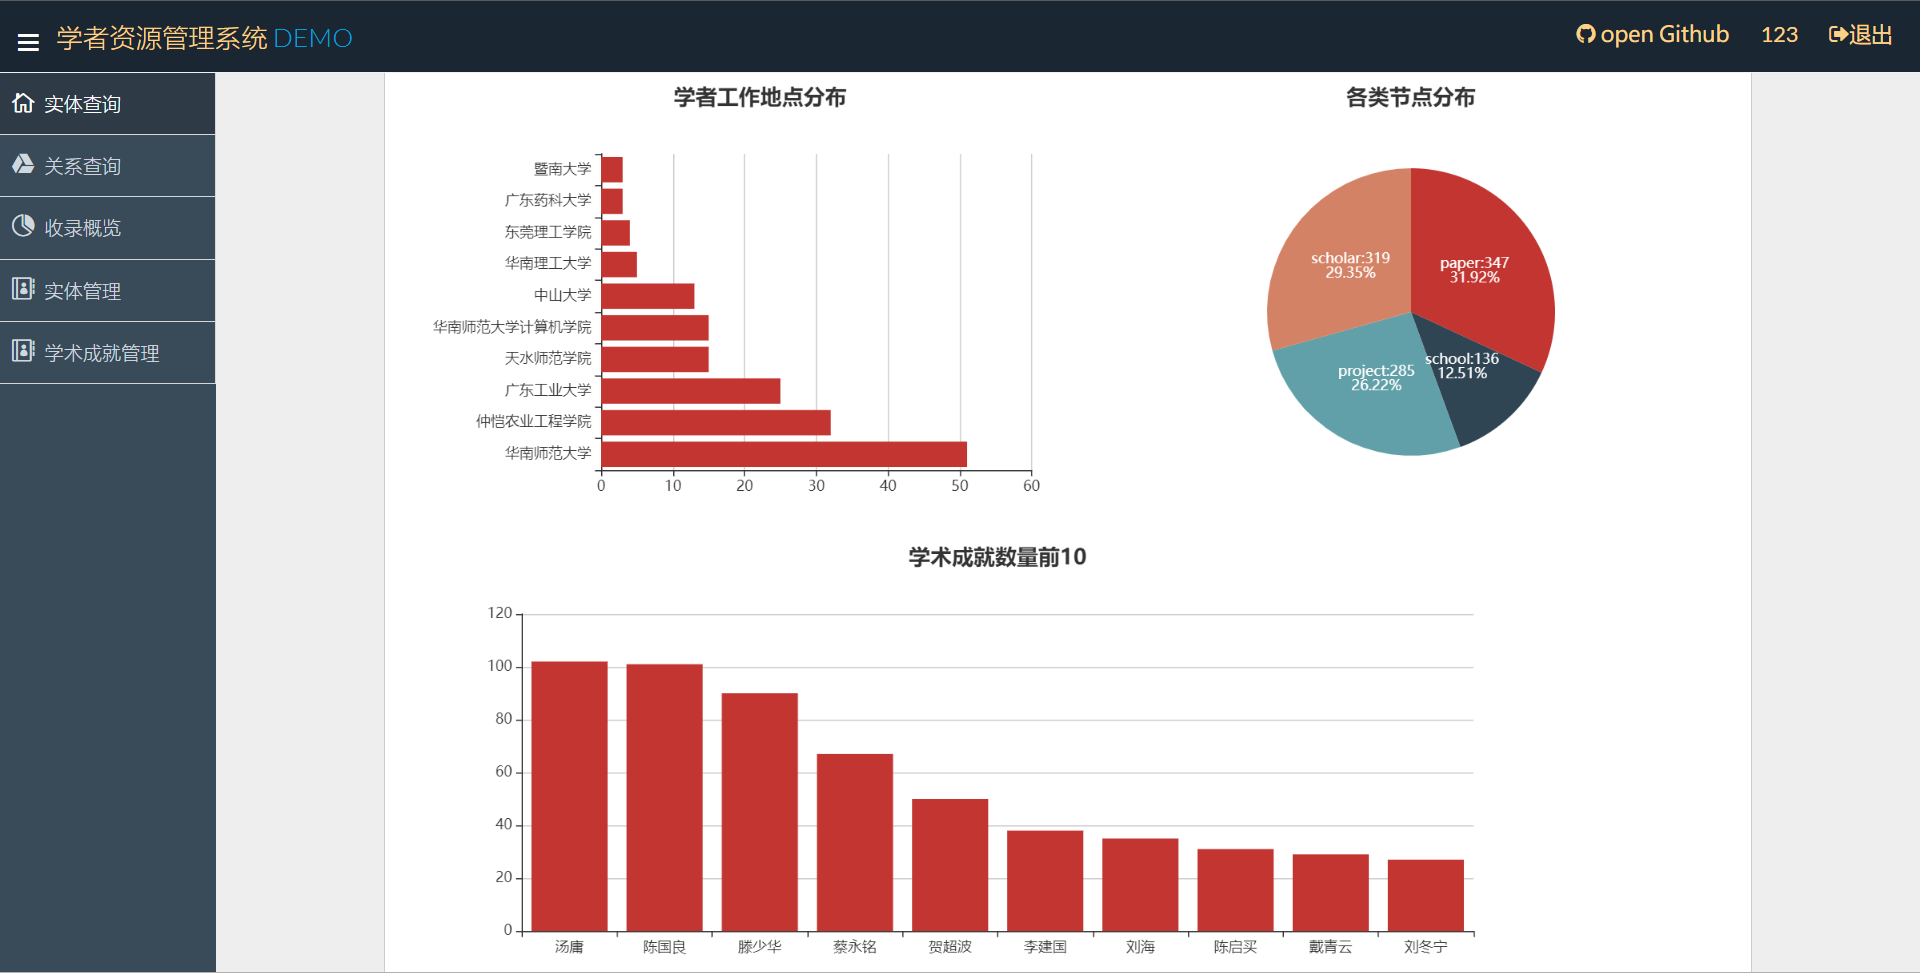 学者资源管理系统 DEMO
open Github 123 退出
实体查询
关系查询
收录概览
实体管理
学术成就管理
学者工作地点分布
暨南大学
广东药科大学
东莞理工学院
华南理工大学
中山大学
华南师范大学计算机学院
天水师范学院
广东工业大学
仲恺农业工程学院
华南师范大学
0 10 20 30 40 50 60
各类节点分布
scholar:319
29.35%
paper:347
31.92%
project:285
26.22%
school:136
12.51%
学术成就数量前10
120
100
80
60
40
20
0
汤庸 陈国良 滕少华 蔡永铭 贺超波 李建国 刘海 陈启买 戴青云 刘冬宁